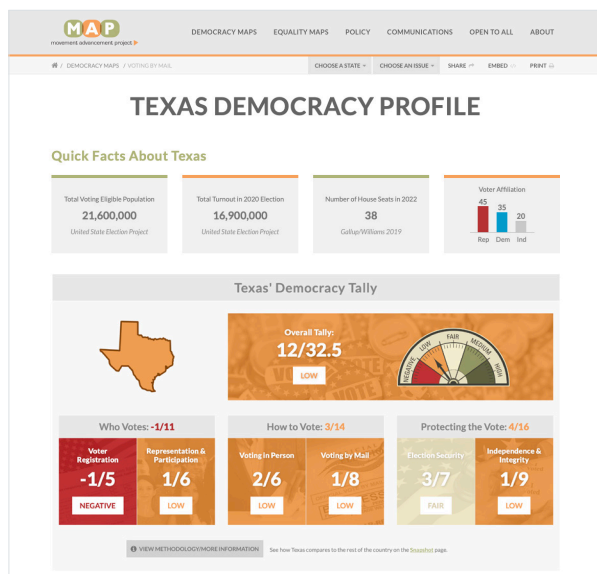 MAP
movement advancement project
DEMOCRACY MAPS EQUALITY MAPS POLICY COMMUNICATIONS OPEN TO ALL ABOUT
/ DEMOCRACY MAPS / VOTING BY MAIL
CHOOSE A STATE CHOOSE AN ISSUE SHARE EMBED PRINT
TEXAS DEMOCRACY PROFILE
Quick Facts About Texas
Total Voting Eligible Population
21,600,000
United State Election Project
Total Turnout in 2020 Election
16,900,000
United State Election Project
Number of House Seats in 2022
38
Gallup/Williams 2019
Voter Affiliation
45 35 20
Rep Dem Ind
Texas' Democracy Tally
Overall Tally:
12/32.5
LOW
NEGATIVE LOW FAIR MEDIUM HIGH
Who Votes: -1/11
Voter
Registration
-1/5
NEGATIVE
Representation &
Participation
1/6
LOW
How to Vote: 3/14
Voting in Person
2/6
LOW
Voting by Mail
1/8
LOW
Protecting the Vote: 4/16
Election Security
3/7
FAIR
Independence &
Integrity
1/9
LOW
VIEW METHODOLOGY/MORE INFORMATION
See how Texas compares to the rest of the country on the Snapshot page.